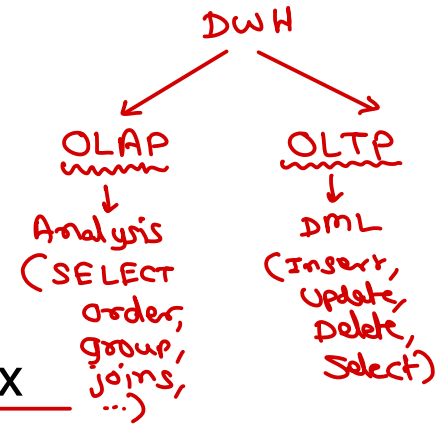 DWH
OLAP
OLTP
Analysis
(SELECT
order,
group,
joins,
...)
DML
(Insert,
Update,
Delete,
Select)
X